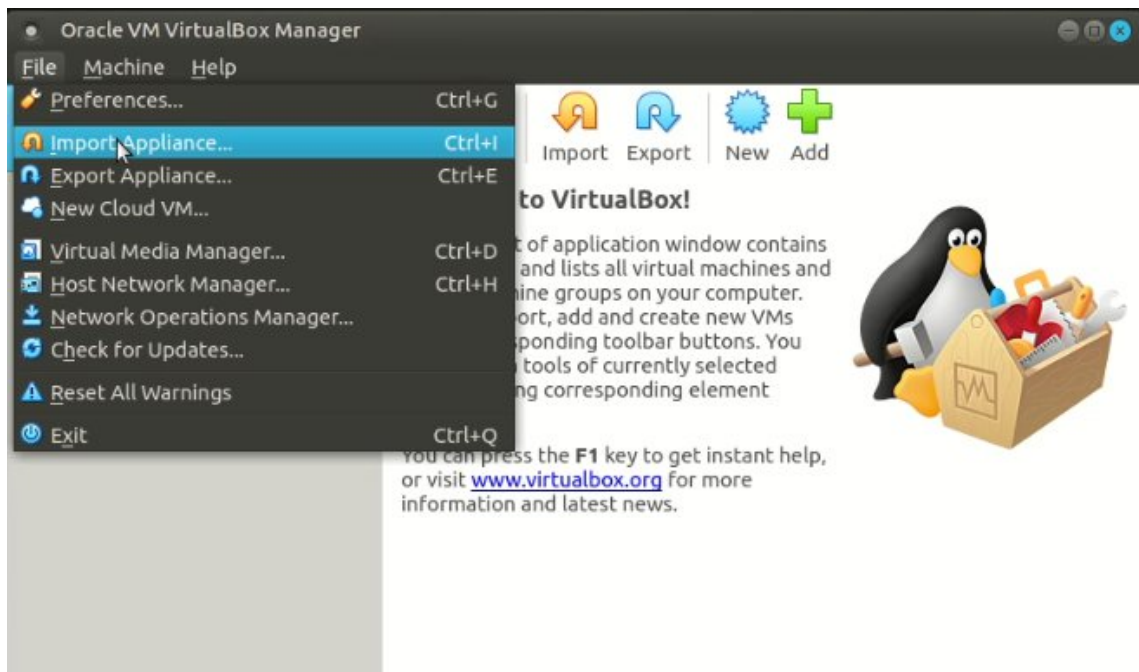 Oracle VM VirtualBox Manager
File Machine Help
Preferences... Ctrl+G
Import Appliance... Ctrl+I
Export Appliance... Ctrl+E
New Cloud VM...
Virtual Media Manager... Ctrl+D
Host Network Manager... Ctrl+H
Network Operations Manager...
Check for Updates...
Reset All Warnings
Exit Ctrl+Q
Import Export New Add
to VirtualBox!
of application window contains
and lists all virtual machines and
groups on your computer.
add and create new VMs
toolbar buttons. You
tools of currently selected
corresponding element
You can press the F1 key to get instant help,
or visit www.virtualbox.org for more
information and latest news.